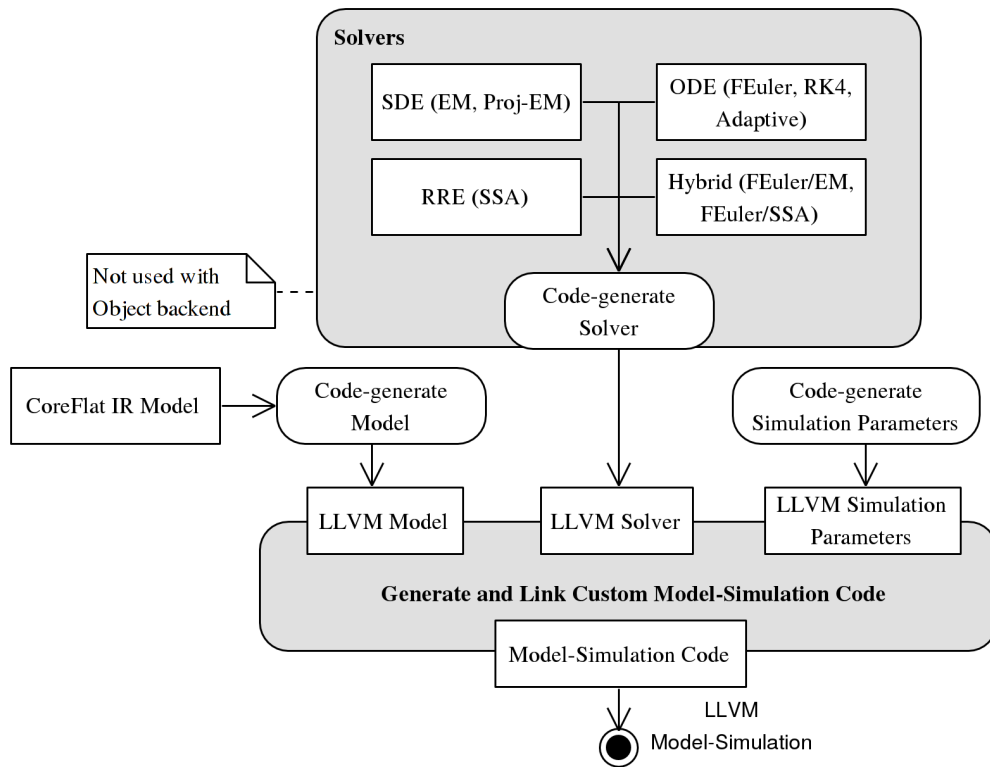 Solvers
SDE (EM, Proj-EM)
ODE (FEuler, RK4,
Adaptive)
RRE (SSA)
Hybrid (FEuler/EM,
FEuler/SSA)
Not used with
Object backend
Code-generate
Solver
CoreFlat IR Model
Code-generate
Model
Code-generate
Simulation Parameters
LLVM Model
LLVM Solver
LLVM Simulation
Parameters
Generate and Link Custom Model-Simulation Code
Model-Simulation Code
LLVM
Model-Simulation